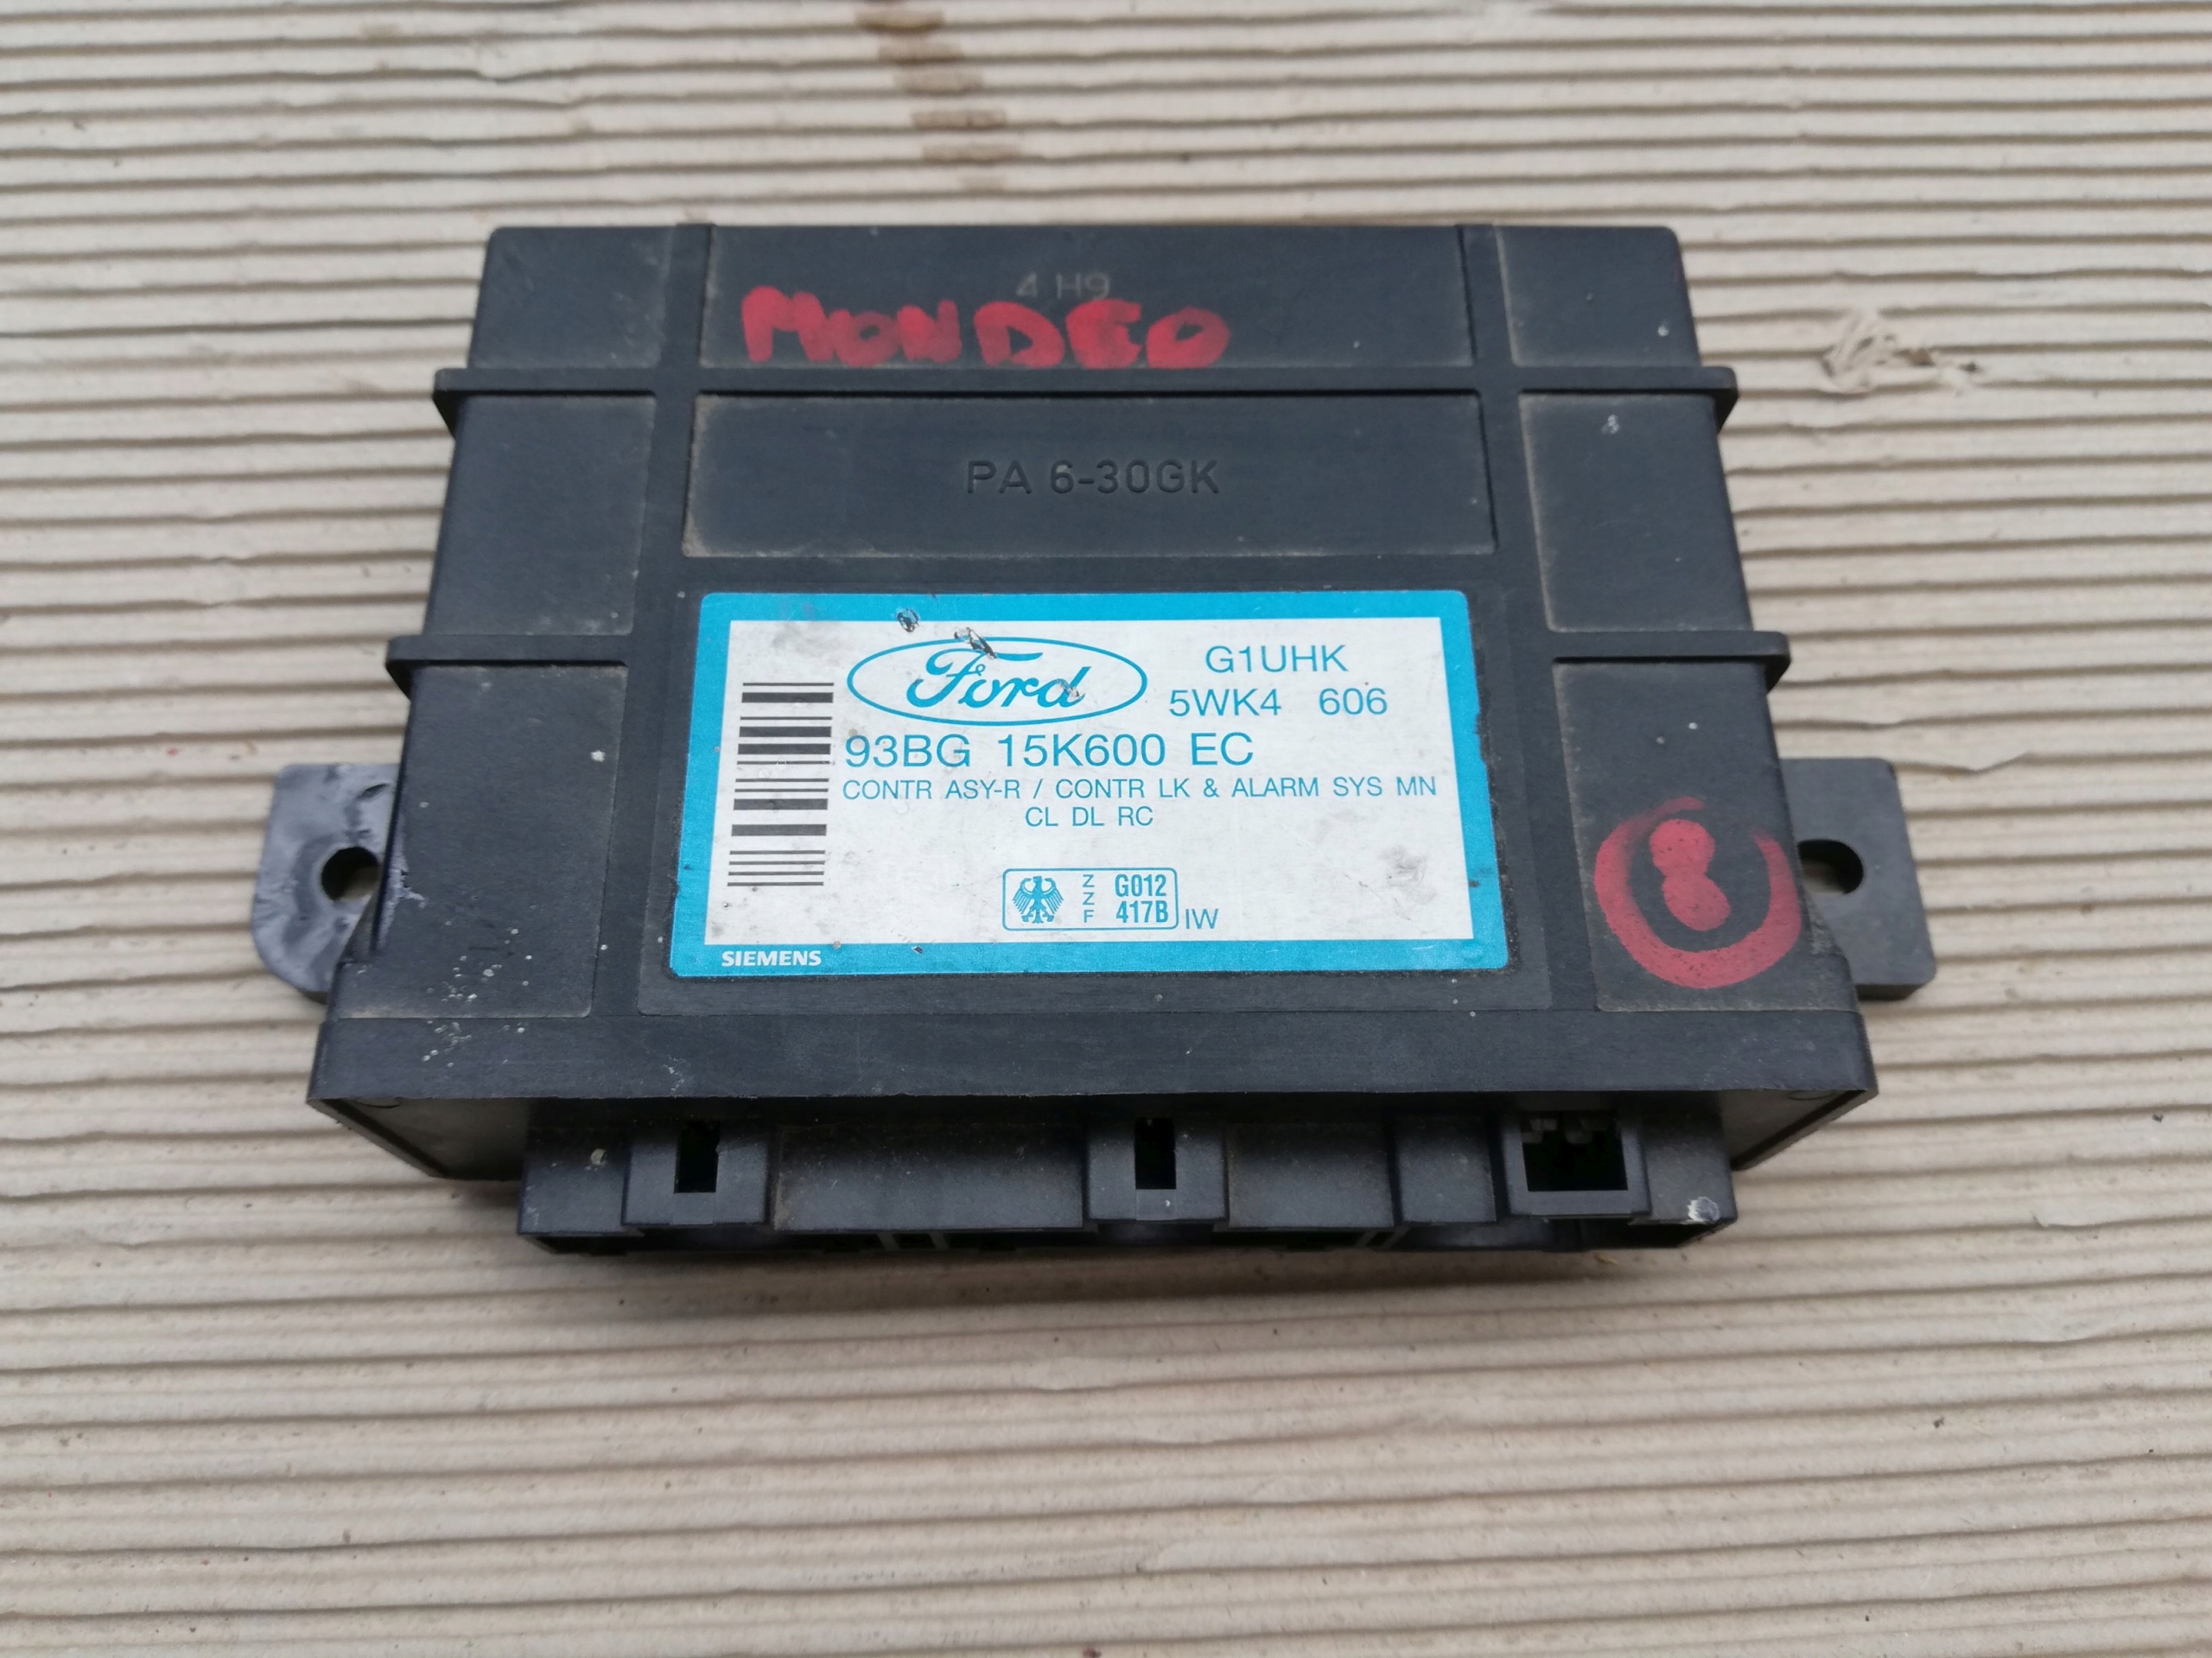 4 H9
MONDEO
PA 6-30GK
Ford
G1UHK
5WK4 606
93BG 15K600 EC
CONTR ASY-R / CONTR LK & ALARM SYS MN
CL DL RC
ZZF
G012
417B
IW
SIEMENS
8